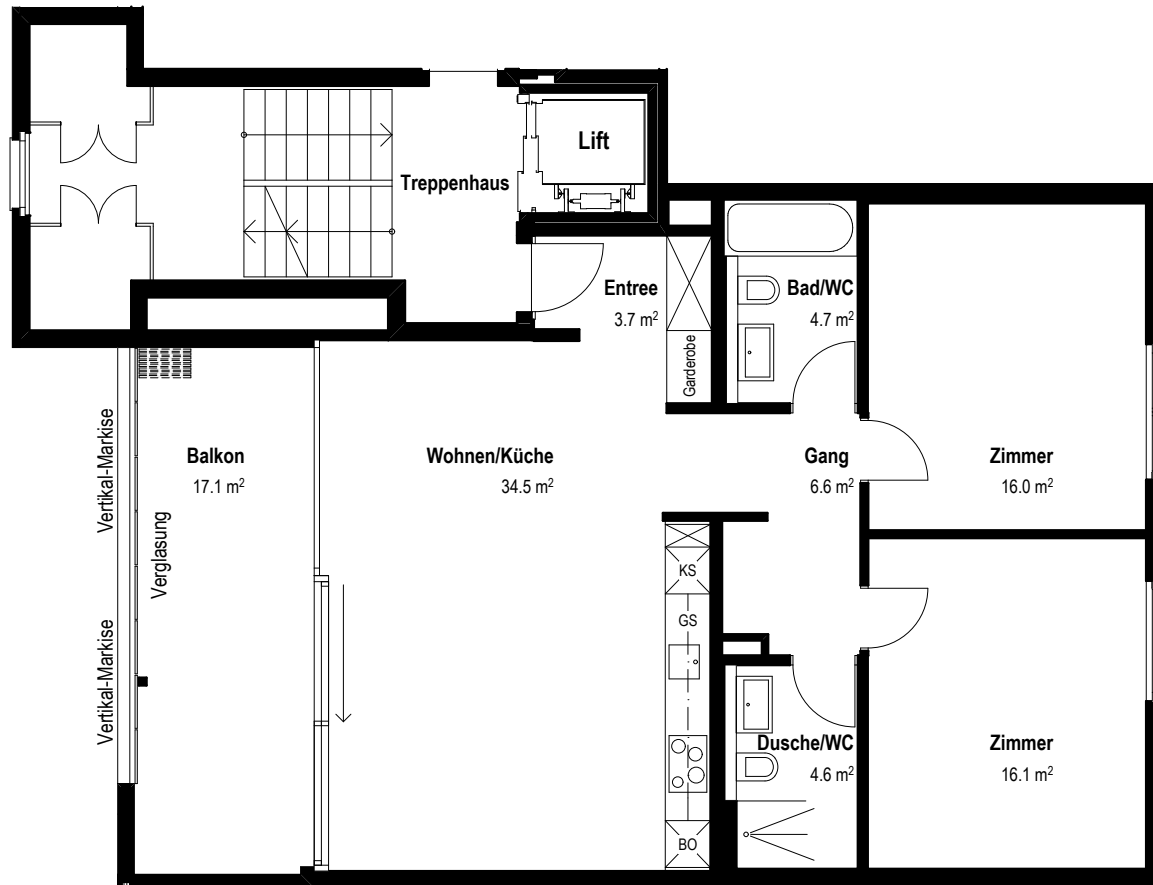 Lift
Treppenhaus
Entree
3.7 m²
Bad/WC
4.7 m²
Garderobe
Vertikal-Markise
Balkon
17.1 m²
Wohnen/Küche
34.5 m²
Gang
6.6 m²
Zimmer
16.0 m²
Verglasung
KS
GS
Vertikal-Markise
Dusche/WC
4.6 m²
Zimmer
16.1 m²
BO